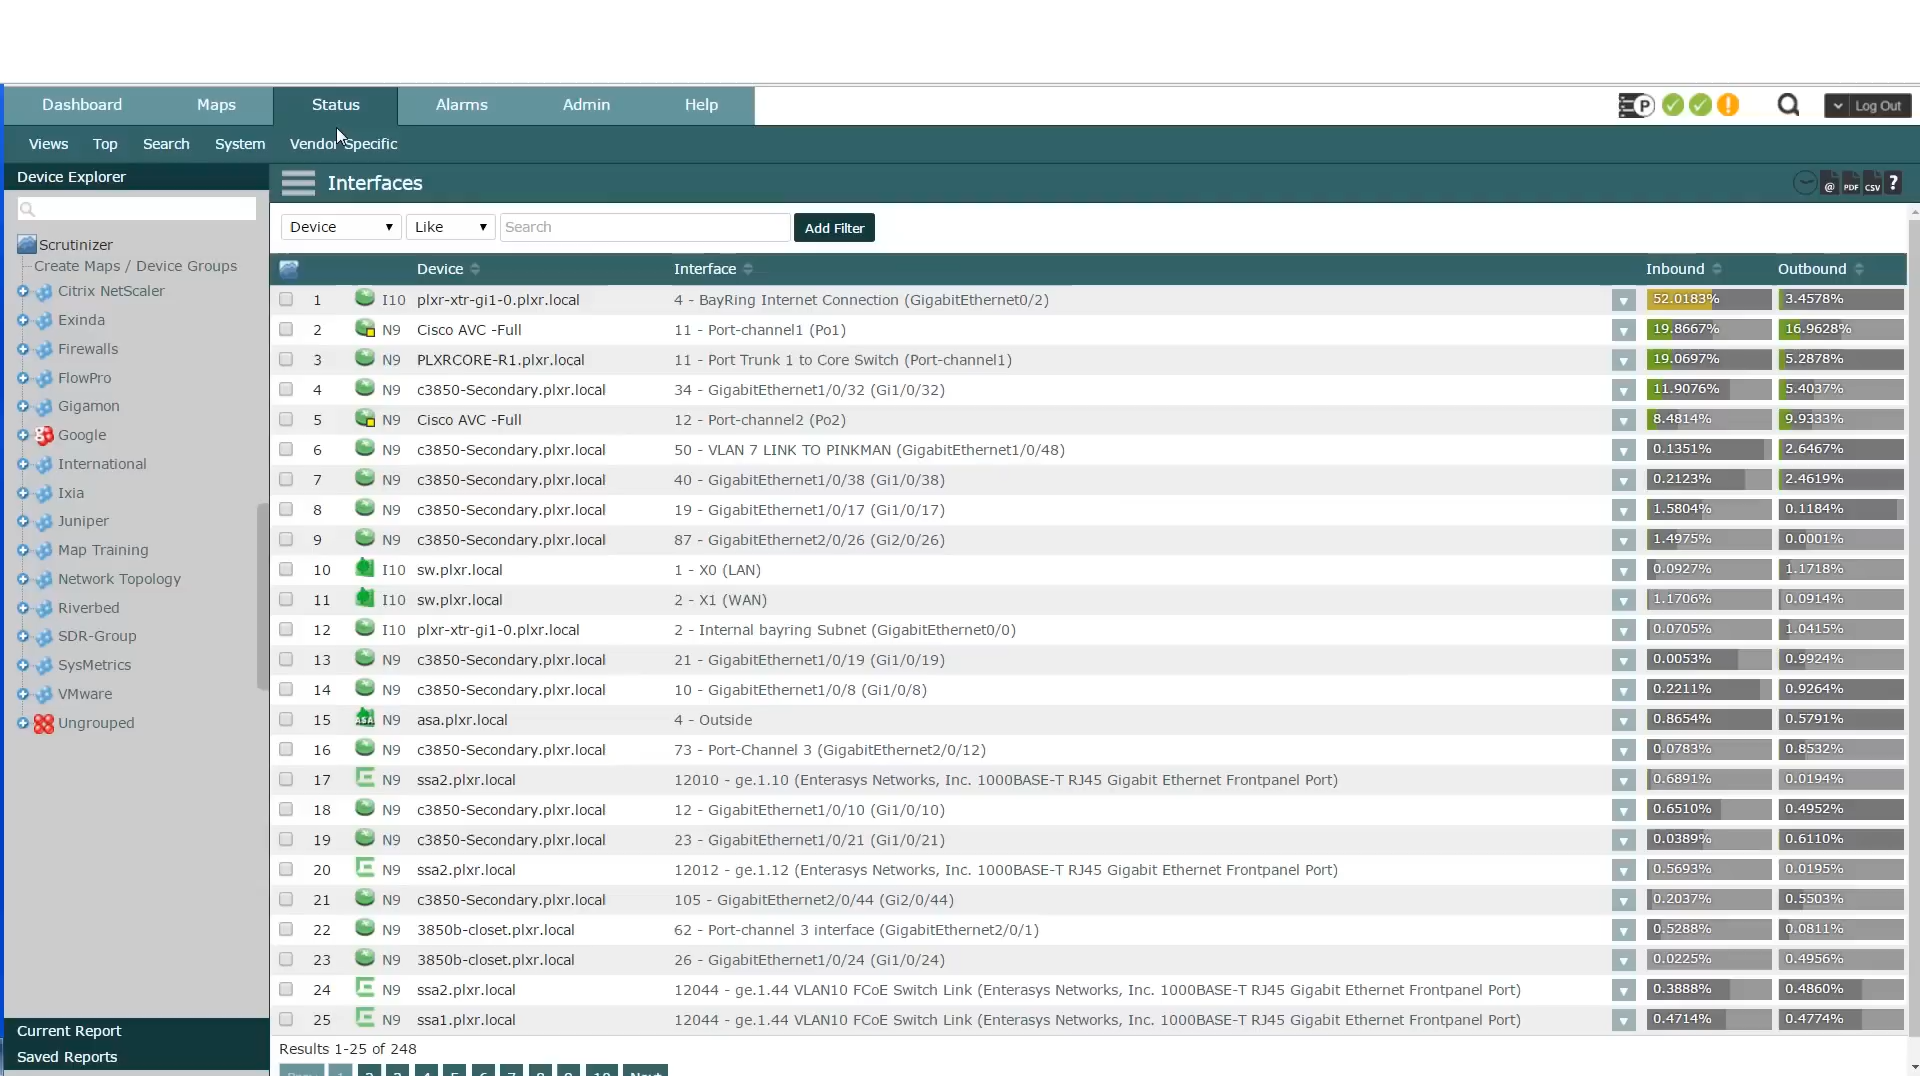 Dashboard Maps Status Alarms Admin Help
P Log Out
Views Top Search System Vendor Specific
Device Explorer
Interfaces
@ PDF CSV ?
Device Like Search Add Filter
Scrutinizer
Create Maps / Device Groups
Citrix NetScaler
Exinda
Firewalls
FlowPro
Gigamon
Google
International
Ixia
Juniper
Map Training
Network Topology
Riverbed
SDR-Group
SysMetrics
VMware
Ungrouped
Current Report
Saved Reports
Device Interface Inbound Outbound
1 I10 plxr-xtr-gi1-0.plxr.local 4 - BayRing Internet Connection (GigabitEthernet0/2) 52.0183% 3.4578%
2 N9 Cisco AVC -Full 11 - Port-channel1 (Po1) 19.8667% 16.9628%
3 N9 PLXRCORE-R1.plxr.local 11 - Port Trunk 1 to Core Switch (Port-channel1) 19.0697% 5.2878%
4 N9 c3850-Secondary.plxr.local 34 - GigabitEthernet1/0/32 (Gi1/0/32) 11.9076% 5.4037%
5 N9 Cisco AVC -Full 12 - Port-channel2 (Po2) 8.4814% 9.9333%
6 N9 c3850-Secondary.plxr.local 50 - VLAN 7 LINK TO PINKMAN (GigabitEthernet1/0/48) 0.1351% 2.6467%
7 N9 c3850-Secondary.plxr.local 40 - GigabitEthernet1/0/38 (Gi1/0/38) 0.2123% 2.4619%
8 N9 c3850-Secondary.plxr.local 19 - GigabitEthernet1/0/17 (Gi1/0/17) 1.5804% 0.1184%
9 N9 c3850-Secondary.plxr.local 87 - GigabitEthernet2/0/26 (Gi2/0/26) 1.4975% 0.0001%
10 I10 sw.plxr.local 1 - X0 (LAN) 0.0927% 1.1718%
11 I10 sw.plxr.local 2 - X1 (WAN) 1.1706% 0.0914%
12 I10 plxr-xtr-gi1-0.plxr.local 2 - Internal bayring Subnet (GigabitEthernet0/0) 0.0705% 1.0415%
13 N9 c3850-Secondary.plxr.local 21 - GigabitEthernet1/0/19 (Gi1/0/19) 0.0053% 0.9924%
14 N9 c3850-Secondary.plxr.local 10 - GigabitEthernet1/0/8 (Gi1/0/8) 0.2211% 0.9264%
15 ASA N9 asa.plxr.local 4 - Outside 0.8654% 0.5791%
16 N9 c3850-Secondary.plxr.local 73 - Port-Channel 3 (GigabitEthernet2/0/12) 0.0783% 0.8532%
17 N9 ssa2.plxr.local 12010 - ge.1.10 (Enterasys Networks, Inc. 1000BASE-T RJ45 Gigabit Ethernet Frontpanel Port) 0.6891% 0.0194%
18 N9 c3850-Secondary.plxr.local 12 - GigabitEthernet1/0/10 (Gi1/0/10) 0.6510% 0.4952%
19 N9 c3850-Secondary.plxr.local 23 - GigabitEthernet1/0/21 (Gi1/0/21) 0.0389% 0.6110%
20 N9 ssa2.plxr.local 12012 - ge.1.12 (Enterasys Networks, Inc. 1000BASE-T RJ45 Gigabit Ethernet Frontpanel Port) 0.5693% 0.0195%
21 N9 c3850-Secondary.plxr.local 105 - GigabitEthernet2/0/44 (Gi2/0/44) 0.2037% 0.5503%
22 N9 3850b-closet.plxr.local 62 - Port-channel 3 interface (GigabitEthernet2/0/1) 0.5288% 0.0811%
23 N9 3850b-closet.plxr.local 26 - GigabitEthernet1/0/24 (Gi1/0/24) 0.0225% 0.4956%
24 N9 ssa2.plxr.local 12044 - ge.1.44 VLAN10 FCoE Switch Link (Enterasys Networks, Inc. 1000BASE-T RJ45 Gigabit Ethernet Frontpanel Port) 0.3888% 0.4860%
25 N9 ssa1.plxr.local 12044 - ge.1.44 VLAN10 FCoE Switch Link (Enterasys Networks, Inc. 1000BASE-T RJ45 Gigabit Ethernet Frontpanel Port) 0.4714% 0.4774%
Results 1-25 of 248